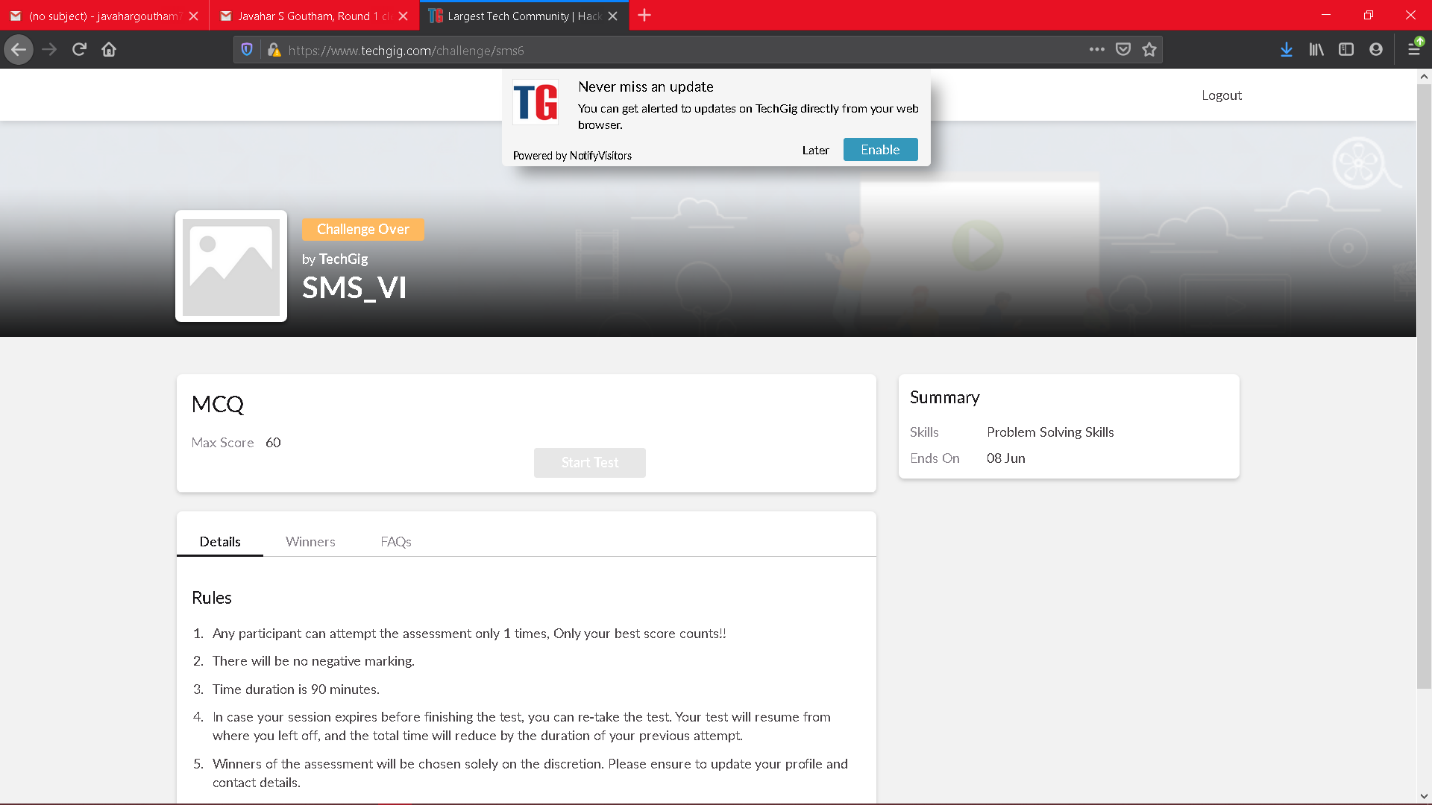 (no subject) - javahargoutham
Javahar S Goutham, Round 1 cl
TG Largest Tech Community | Hack
https://www.techgig.com/challenge/sms6
TG
Never miss an update
You can get alerted to updates on TechGig directly from your web
browser.
Powered by NotifyVisitors
Later
Enable
Logout
Challenge Over
by TechGig
SMS_VI
MCQ
Max Score 60
Start Test
Summary
Skills Problem Solving Skills
Ends On 08 Jun
Details Winners FAQs
Rules
1. Any participant can attempt the assessment only 1 times, Only your best score counts!!
2. There will be no negative marking.
3. Time duration is 90 minutes.
4. In case your session expires before finishing the test, you can re-take the test. Your test will resume from
where you left off, and the total time will reduce by the duration of your previous attempt.
5. Winners of the assessment will be chosen solely on the discretion. Please ensure to update your profile and
contact details.